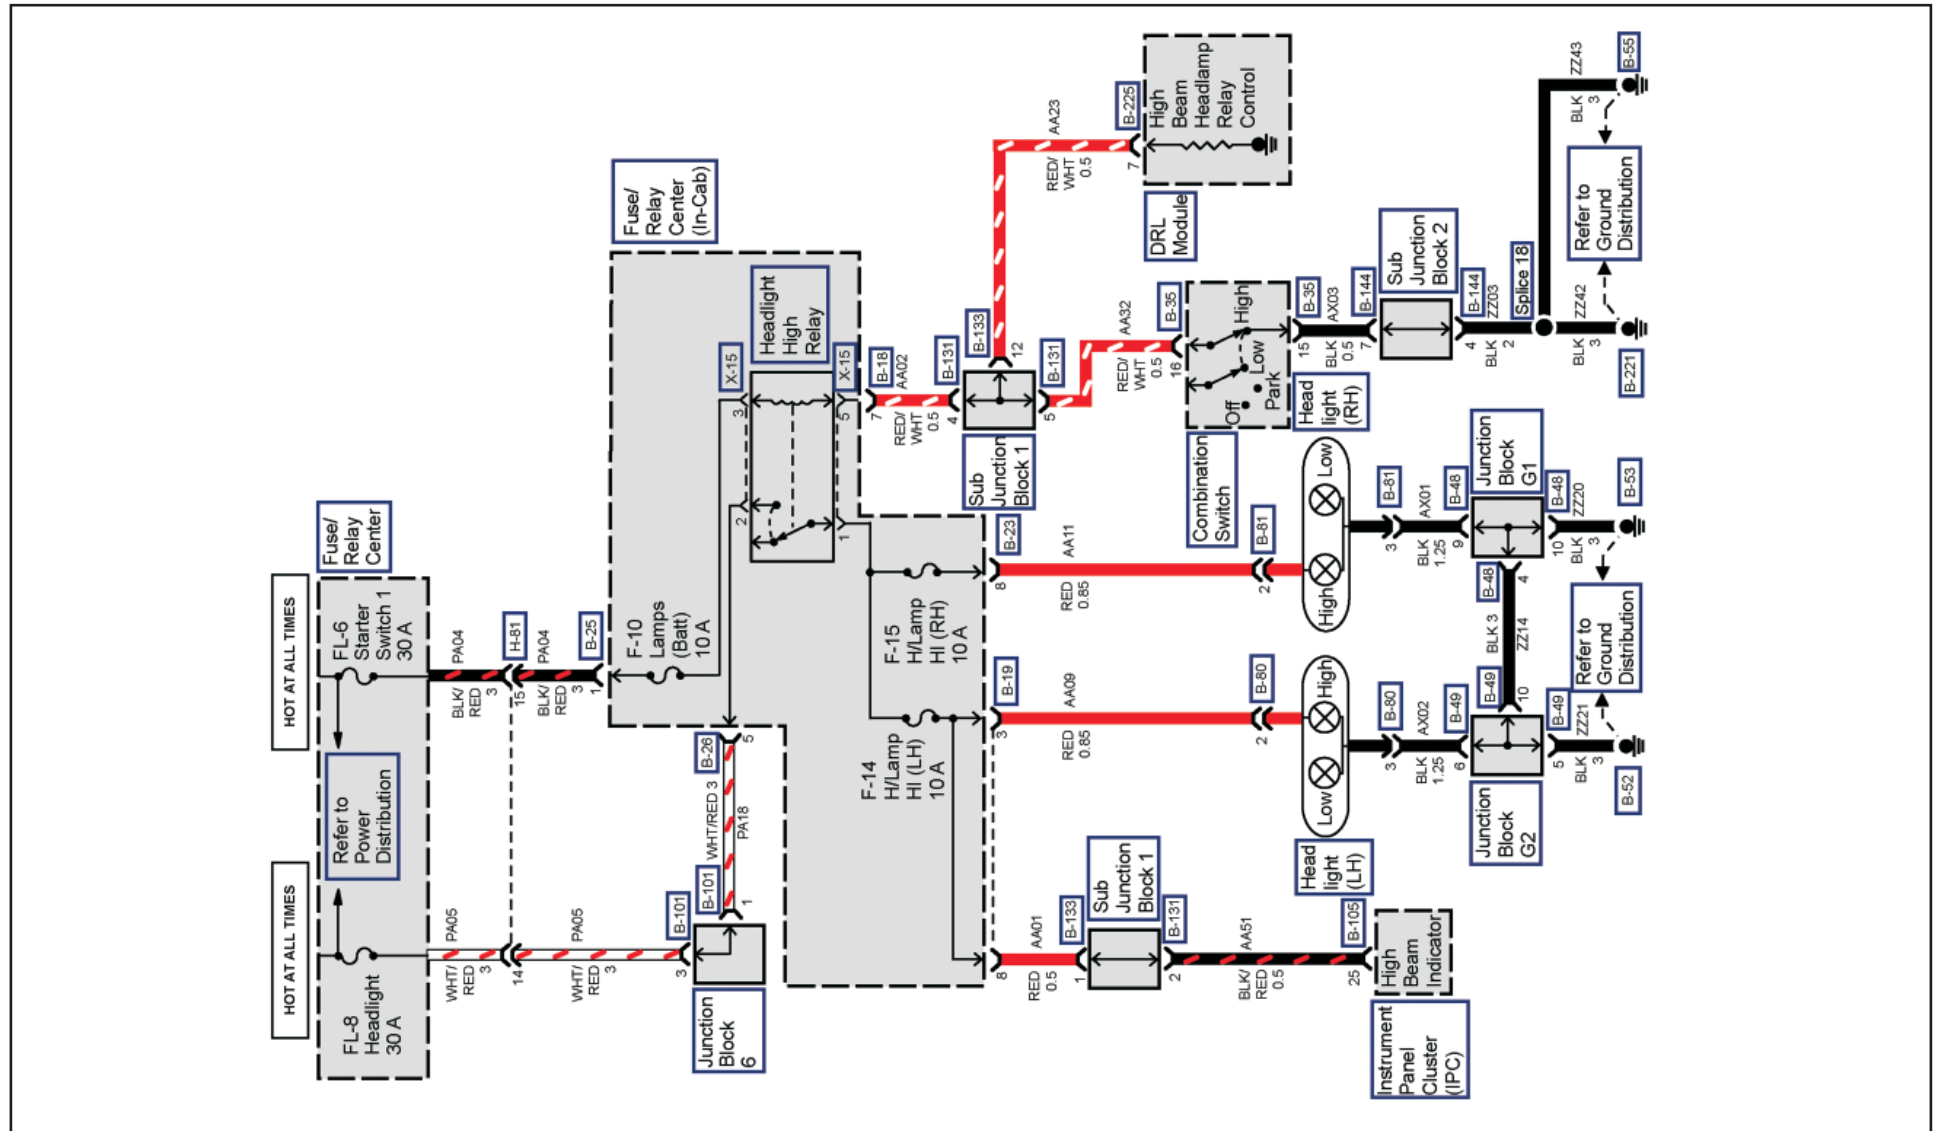 HOT AT ALL TIMES
HOT AT ALL TIMES
Fuse/
Relay
Center
FL-8
Headlight
30 A
Refer to
Power
Distribution
FL-6
Starter
Switch 1
30 A
WHT/
RED
3
PA05
14
WHT/
RED
3
PA05
BLK/
RED
3
PA04
15
H-81
BLK/
RED
3
PA04
1
B-25
3
B-101
Junction
Block
6
B-101
1
WHT/RED 3
PA18
B-26
5
Fuse/
Relay
Center
(In-Cab)
F-10
Lamps
(Batt)
10 A
2
3
X-15
Headlight
High
Relay
1
5
X-15
F-14
H/Lamp
HI (LH)
10 A
F-15
H/Lamp
HI (RH)
10 A
7
B-18
RED/
WHT
0.5
AA02
4
B-131
B-133
12
Sub
Junction
Block 1
5
B-131
RED/
WHT
0.5
AA23
7
B-225
High
Beam
Headlamp
Relay
Control
DRL
Module
RED/
WHT
0.5
AA32
16
B-35
Off
Park
Low
High
Combination
Switch
15
B-35
BLK
0.5
AX03
7
B-144
Sub
Junction
Block 2
4
B-144
BLK
2
ZZ03
Splice 18
BLK
3
ZZ42
B-221
BLK
3
ZZ43
B-55
Refer to
Ground
Distribution
8
B-23
RED
0.85
AA11
2
B-81
High
Low
Head
light
(RH)
3
B-81
BLK
1.25
AX01
9
B-48
Junction
Block
G1
B-48
4
10
B-48
BLK
3
ZZ20
B-53
BLK 3
ZZ14
3
B-19
RED
0.85
AA09
2
B-80
Low
High
Head
light
(LH)
3
B-80
BLK
1.25
AX02
6
B-49
B-49
10
Junction
Block
G2
5
B-49
BLK
3
ZZ21
B-52
Refer to
Ground
Distribution
8
RED
0.5
AA01
1
B-133
Sub
Junction
Block 1
2
B-131
BLK/
RED
0.5
AA51
25
B-105
High
Beam
Indicator
Instrument
Panel
Cluster
(IPC)